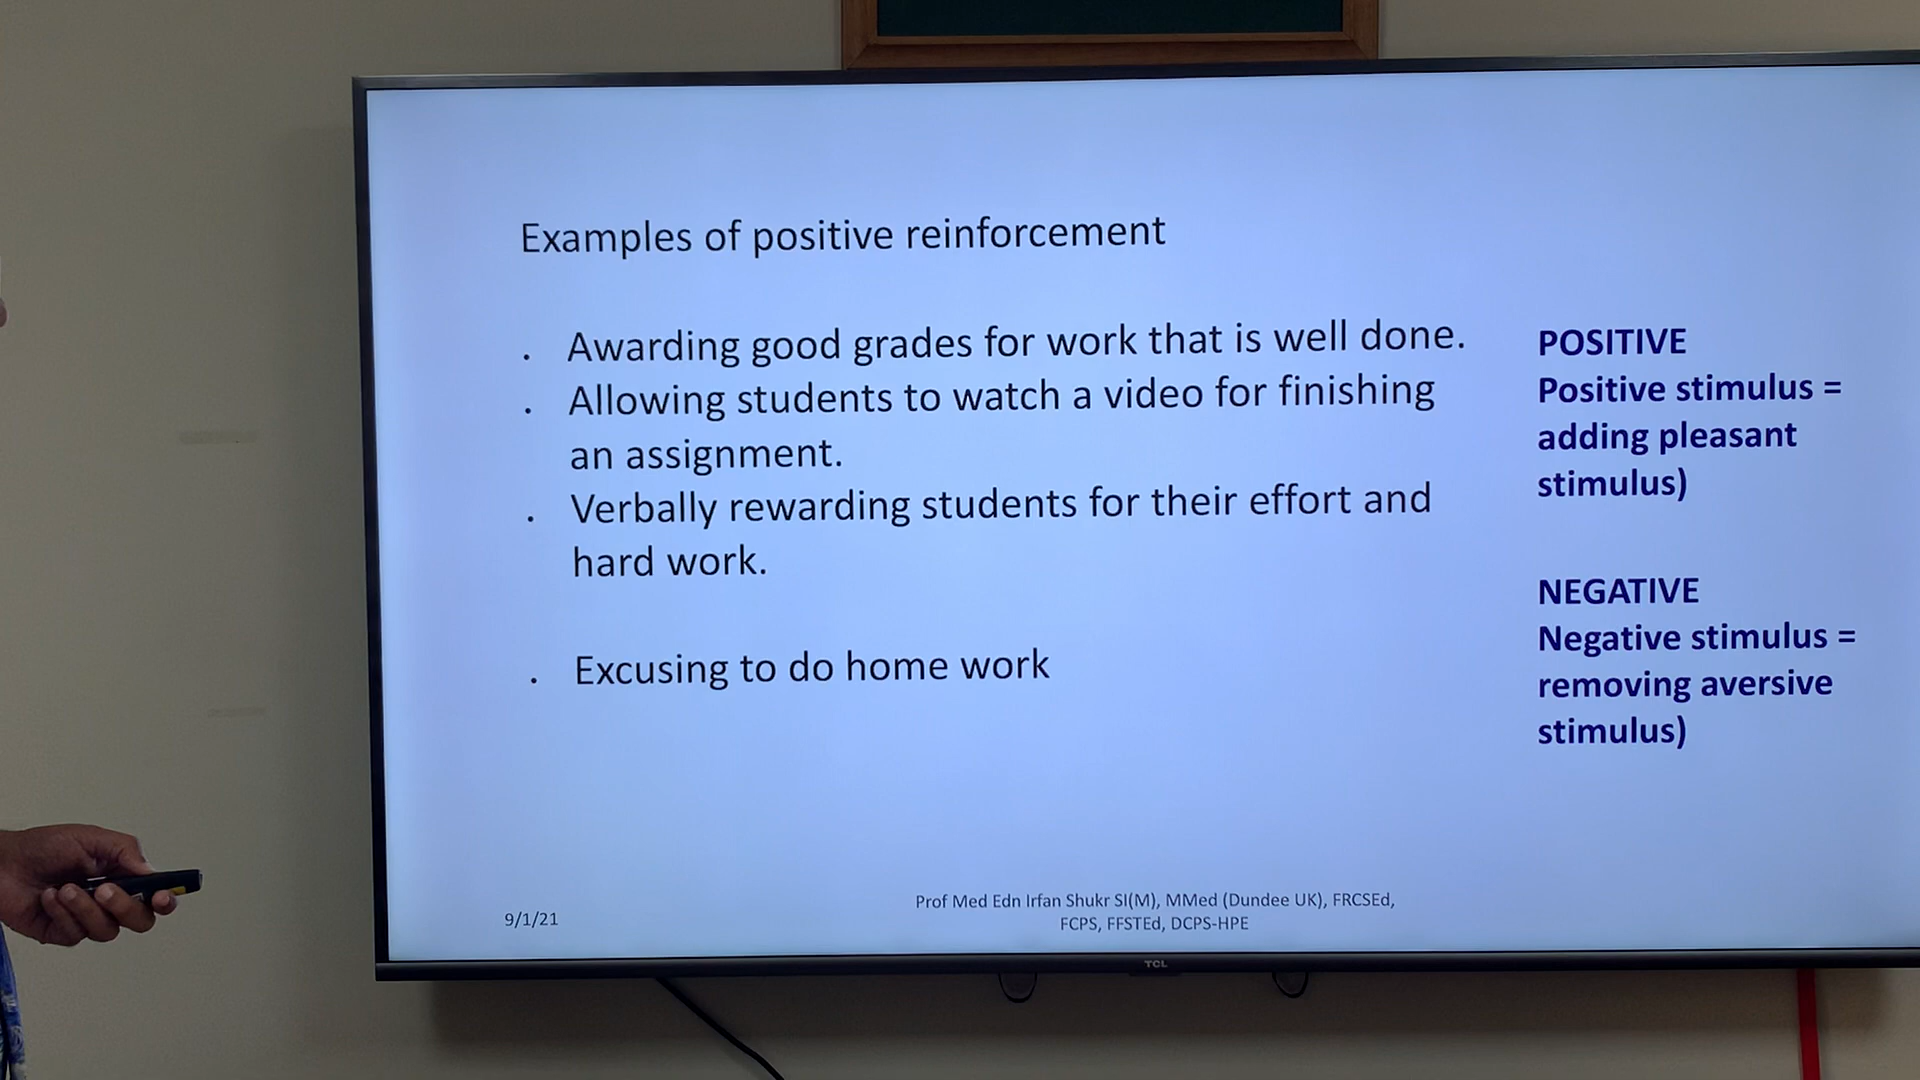 Examples of positive reinforcement
. Awarding good grades for work that is well done.
. Allowing students to watch a video for finishing
an assignment.
. Verbally rewarding students for their effort and
hard work.
. Excusing to do home work
POSITIVE
Positive stimulus =
adding pleasant
stimulus)
NEGATIVE
Negative stimulus =
removing aversive
stimulus)
9/1/21
Prof Med Edn Irfan Shukr SI(M), MMed (Dundee UK), FRCSEd,
FCPS, FFSTEd, DCPS-HPE
TCL